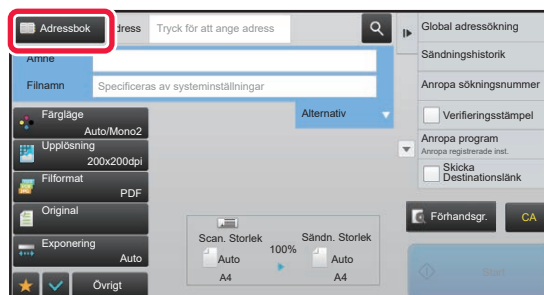 Adressbok
Tryck för att ange adress
Ämne
Filnamn
Specificeras av systeminställningar
Alternativ
Färgläge
Auto/Mono2
Upplösning
200x200dpi
Filformat
PDF
Original
Exponering
Auto
Övrigt
Scan. Storlek
Auto
A4
100%
Sändn. Storlek
Auto
A4
Global adressökning
Sändningshistorik
Anropa sökningsnummer
Verifieringsstämpel
Anropa program
Anropa registrerade inst.
Skicka
Destinationslänk
Förhandsgr.
CA
Start